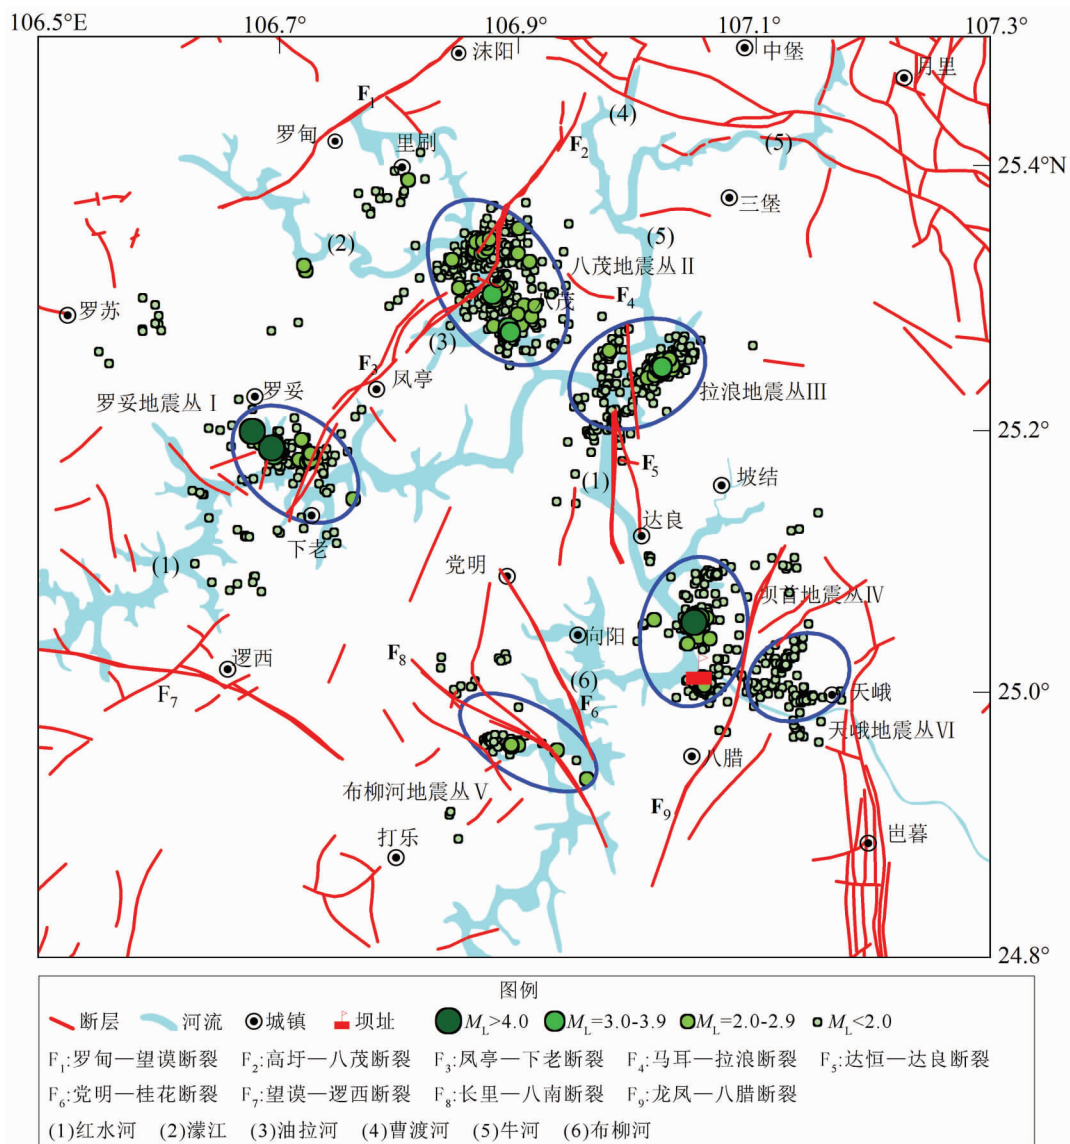 106.5°E 106.7° 106.9° 107.1° 107.3°
沫阳
中堡
月里
F₁
(4)
罗甸
里刷
F₂
(5)
25.4°N
三堡
(2)
(5)
八茂地震丛Ⅱ
罗苏
八茂
F₄
(3)
F₃
凤亭
罗妥地震丛Ⅰ
罗妥
拉浪地震丛Ⅲ
25.2°
F₅
(1)
坡结
下老
达良
(1)
党明
坝首地震丛Ⅳ
向阳
F₈
逻西
(6)
25.0°
F₇
F₆
天峨
天峨地震丛Ⅵ
八腊
布柳河地震丛Ⅴ
F₉
打乐
岜暮
24.8°
图例
断层 河流 城镇 坝址 M_L>4.0 M_L=3.0-3.9 M_L=2.0-2.9 M_L<2.0
F₁:罗甸—望谟断裂 F₂:高圩—八茂断裂 F₃:凤亭—下老断裂 F₄:马耳—拉浪断裂 F₅:达恒—达良断裂
F₆:党明—桂花断裂 F₇:望谟—逻西断裂 F₈:长里—八南断裂 F₉:龙凤—八腊断裂
(1)红水河 (2)濛江 (3)油拉河 (4)曹渡河 (5)牛河 (6)布柳河